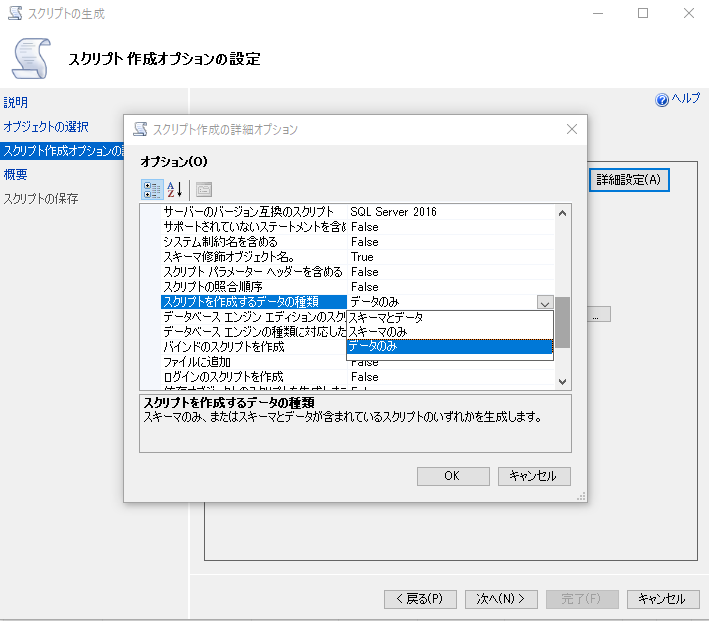 スクリプトの生成
スクリプト作成オプションの設定
ヘルプ
説明
オブジェクトの選択
スクリプト作成オプションの
概要
スクリプトの保存
詳細設定(A)
...
スクリプト作成の詳細オプション
オプション(O)
サーバーのバージョン互換のスクリプト SQL Server 2016
サポートされていないステートメントを含 False
システム制約名を含める False
スキーマ修飾オブジェクト名。 True
スクリプト パラメーター ヘッダーを含める False
スクリプトの照合順序 False
スクリプトを作成するデータの種類 データのみ
データベース エンジン エディションのスク スキーマとデータ
データベース エンジンの種類に対応した スキーマのみ
バインドのスクリプトを作成 データのみ
ファイルに追加 False
ログインのスクリプトを作成 False
スクリプトを作成するデータの種類
スキーマのみ、またはスキーマとデータが含まれているスクリプトのいずれかを生成します。
OK キャンセル
< 戻る(P) 次へ(N) > 完了(F) キャンセル